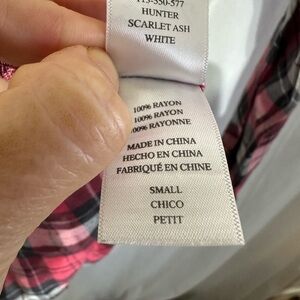 HUNTER
SCARLET ASH
WHITE
100% RAYON
100% RAYON
100% RAYONNE
MADE IN CHINA
HECHO EN CHINA
FABRIQUÉ EN CHINE
SMALL
CHICO
PETIT